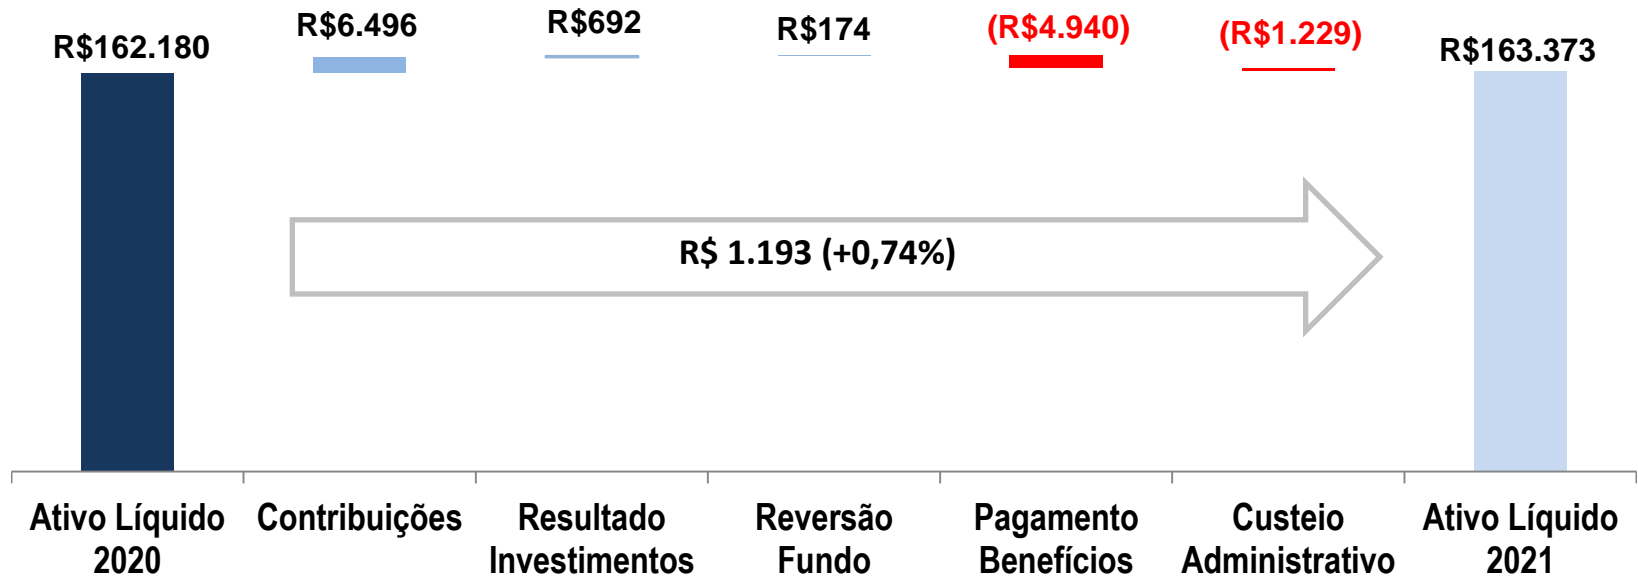 R$162.180
R$6.496
R$692
R$174
(R$4.940)
(R$1.229)
R$163.373
R$ 1.193 (+0,74%)
Ativo Líquido
2020
Contribuições
Resultado
Investimentos
Reversão
Fundo
Pagamento
Benefícios
Custeio
Administrativo
Ativo Líquido
2021